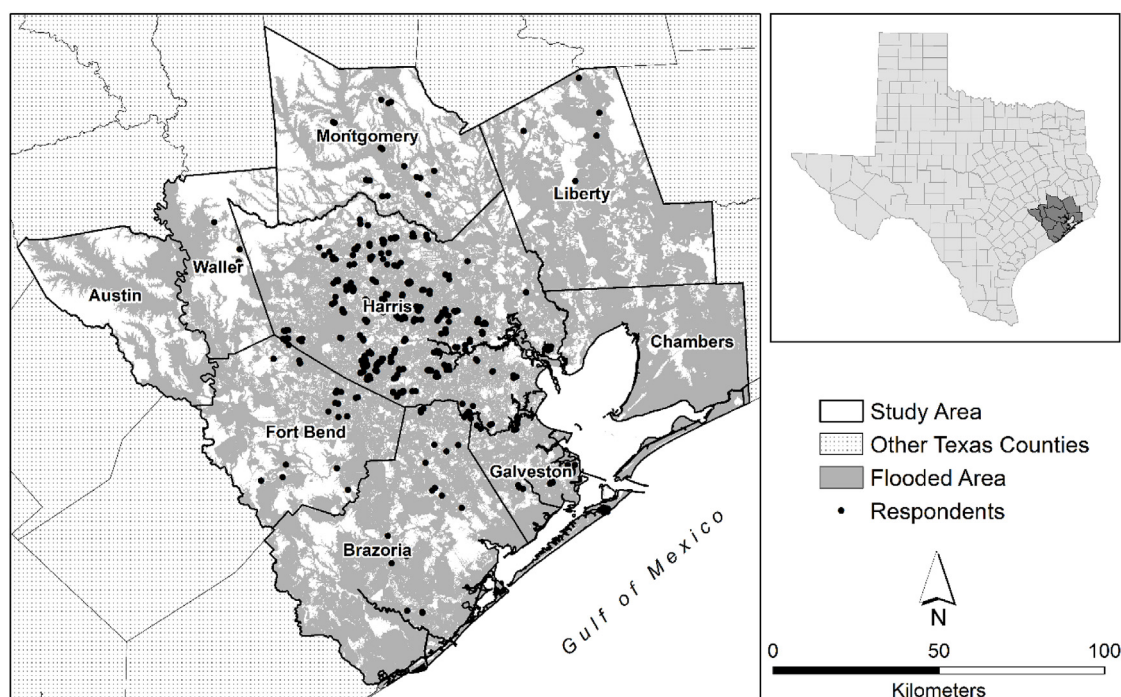 Montgomery
Liberty
Waller
Austin
Harris
Chambers
Fort Bend
Galveston
Brazoria
Gulf of Mexico
Study Area
Other Texas Counties
Flooded Area
Respondents
N
0 50 100
Kilometers